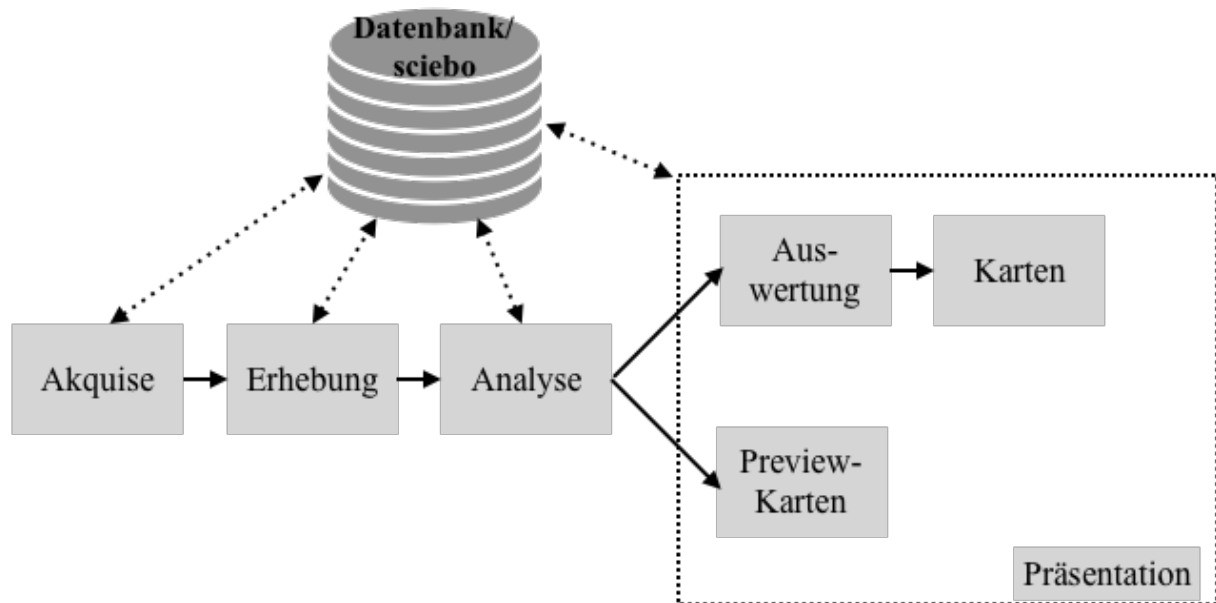 Datenbank/
sciebo
Aus-
wertung
Karten
Akquise
Erhebung
Analyse
Preview-
Karten
Präsentation